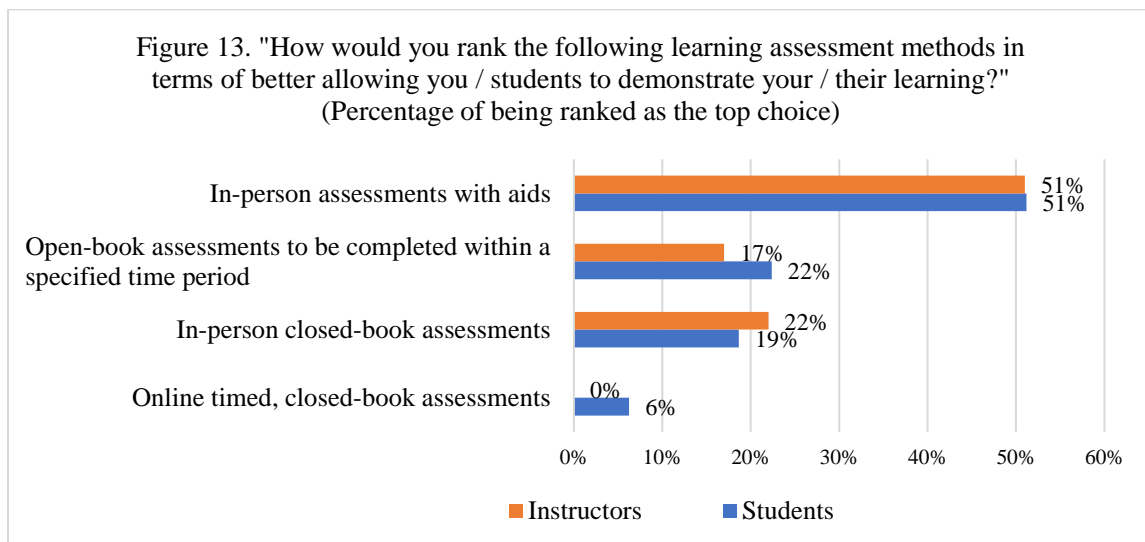 Figure 13. "How would you rank the following learning assessment methods in
terms of better allowing you / students to demonstrate your / their learning?"
(Percentage of being ranked as the top choice)
In-person assessments with aids
51%
51%
Open-book assessments to be completed within a
specified time period
17%
22%
In-person closed-book assessments
22%
19%
Online timed, closed-book assessments
0%
6%
0% 10% 20% 30% 40% 50% 60%
Instructors Students